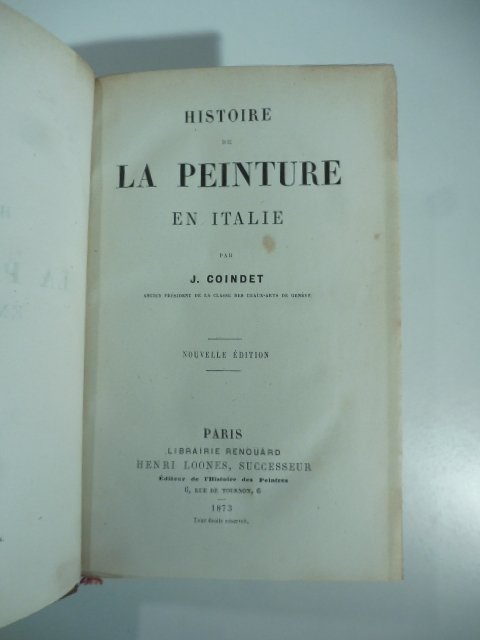 HISTOIRE
DE
LA PEINTURE
EN ITALIE
PAR
J. COINDET
ANCIEN PRÉSIDENT DE LA CLASSE DES BEAUX-ARTS DE GENÈVE
NOUVELLE ÉDITION
PARIS
LIBRAIRIE RENOUARD
HENRI LOONES, SUCCESSEUR
Éditeur de l'Histoire des Peintres
6, RUE DE TOURNON, 6
1873
Tous droits réservés.